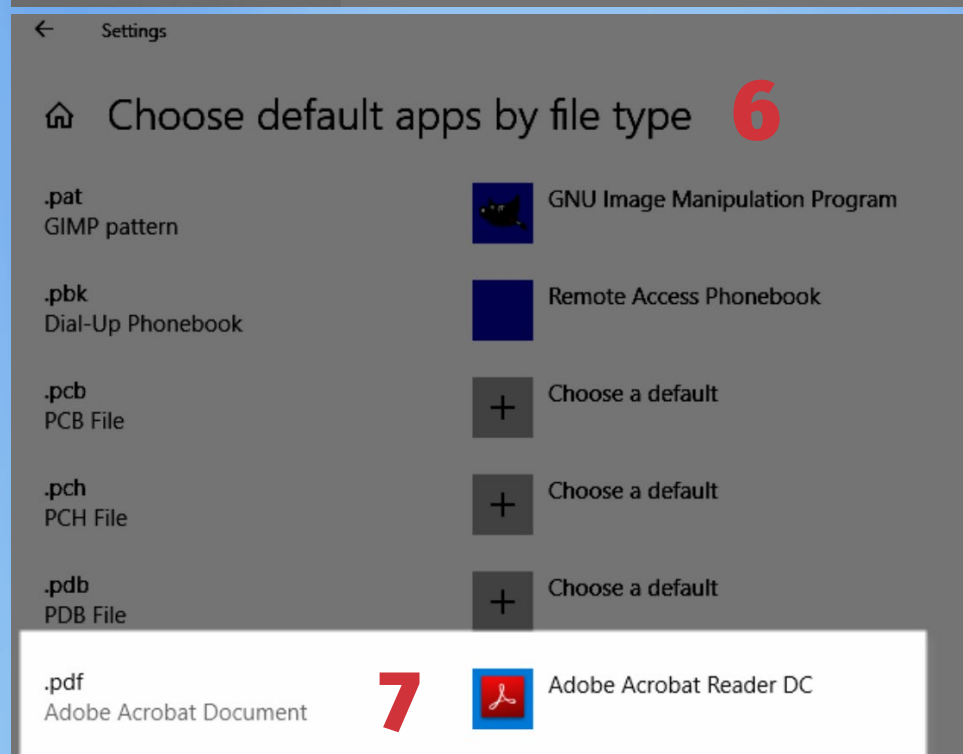 Settings
Choose default apps by file type 6
.pat
GIMP pattern
GNU Image Manipulation Program
.pbk
Dial-Up Phonebook
Remote Access Phonebook
.pcb
PCB File
Choose a default
.pch
PCH File
Choose a default
.pdb
PDB File
Choose a default
.pdf
Adobe Acrobat Document
7
Adobe Acrobat Reader DC